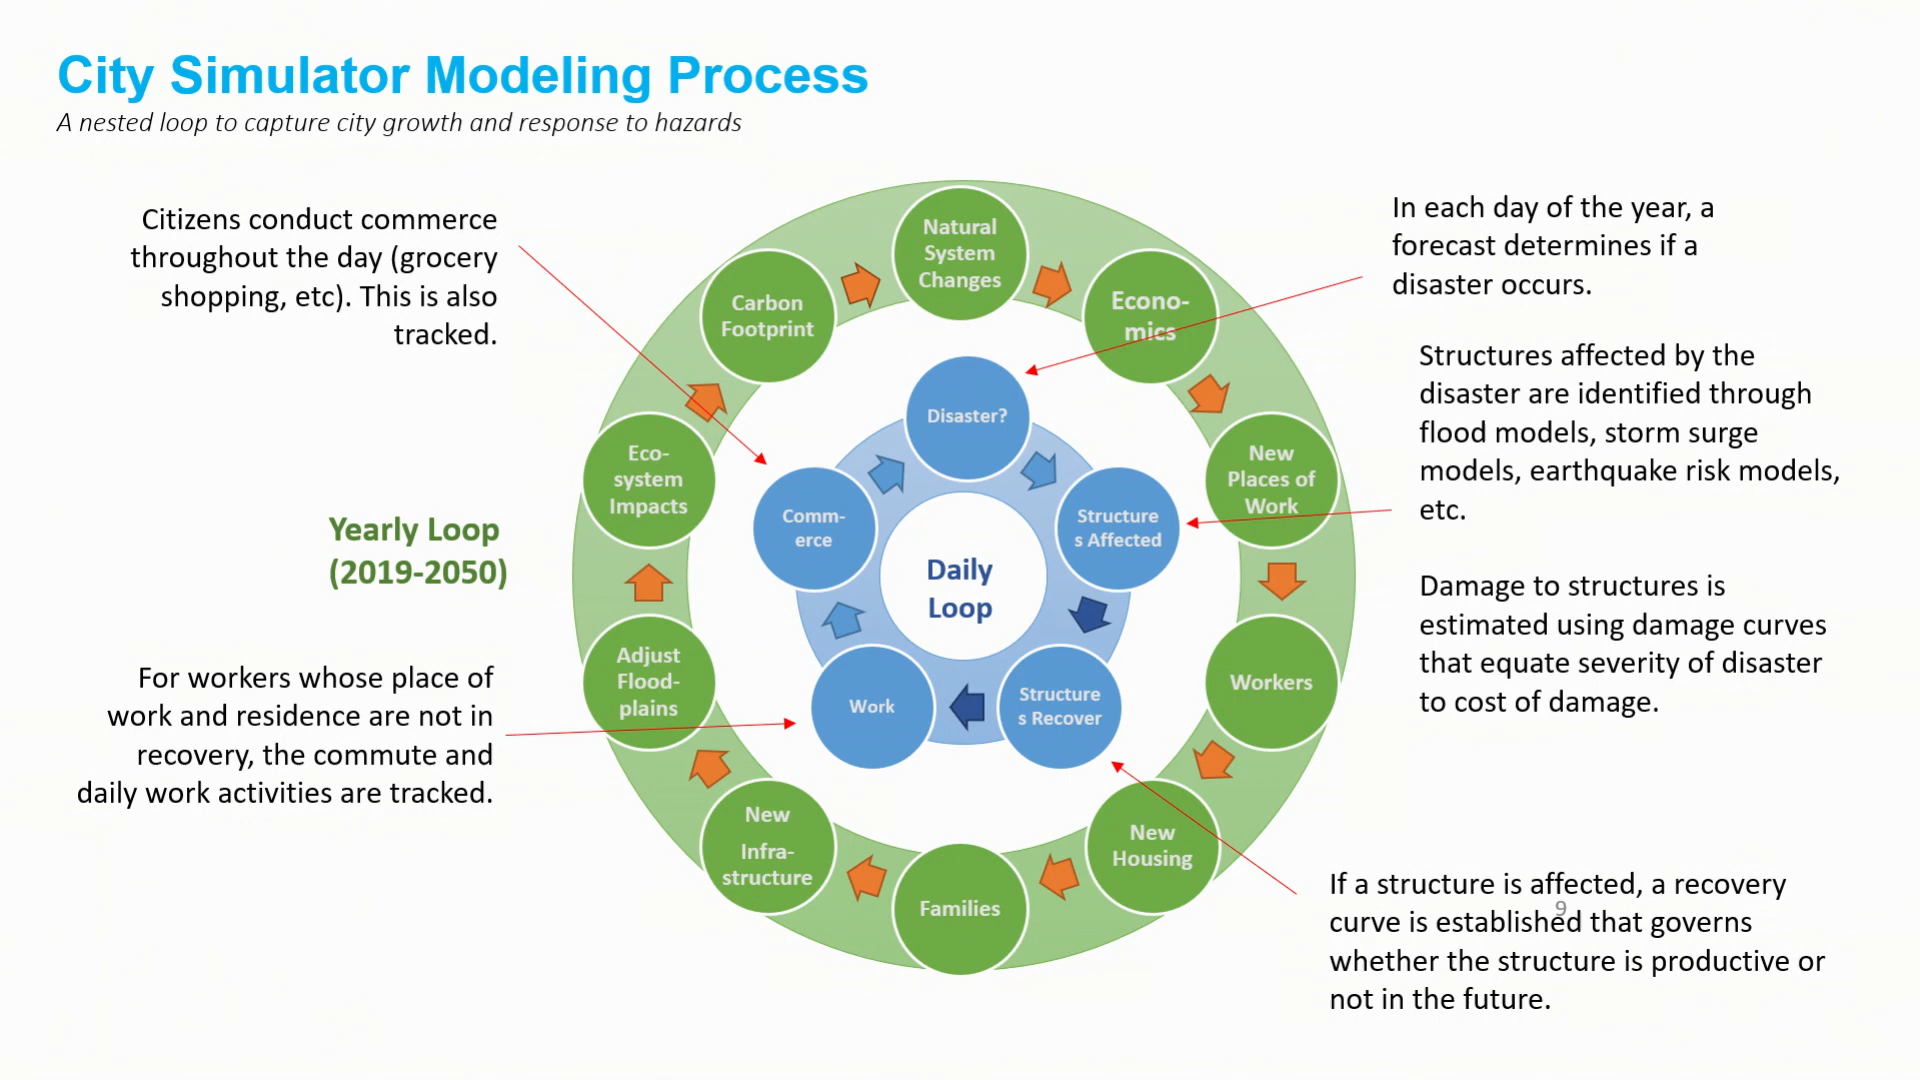 City Simulator Modeling Process
A nested loop to capture city growth and response to hazards
Citizens conduct commerce
throughout the day (grocery
shopping, etc). This is also
tracked.
In each day of the year, a
forecast determines if a
disaster occurs.
Structures affected by the
disaster are identified through
flood models, storm surge
models, earthquake risk models,
etc.
Damage to structures is
estimated using damage curves
that equate severity of disaster
to cost of damage.
Yearly Loop
(2019-2050)
For workers whose place of
work and residence are not in
recovery, the commute and
daily work activities are tracked.
If a structure is affected, a recovery
curve is established that governs
whether the structure is productive or
not in the future.
9
Natural
System
Changes
Econo-
mics
New
Places of
Work
Workers
New
Housing
Families
New
Infra-
structure
Adjust
Flood-
plains
Eco-
system
Impacts
Carbon
Footprint
Disaster?
Structure
s Affected
Structure
s Recover
Work
Comm-
erce
Daily
Loop